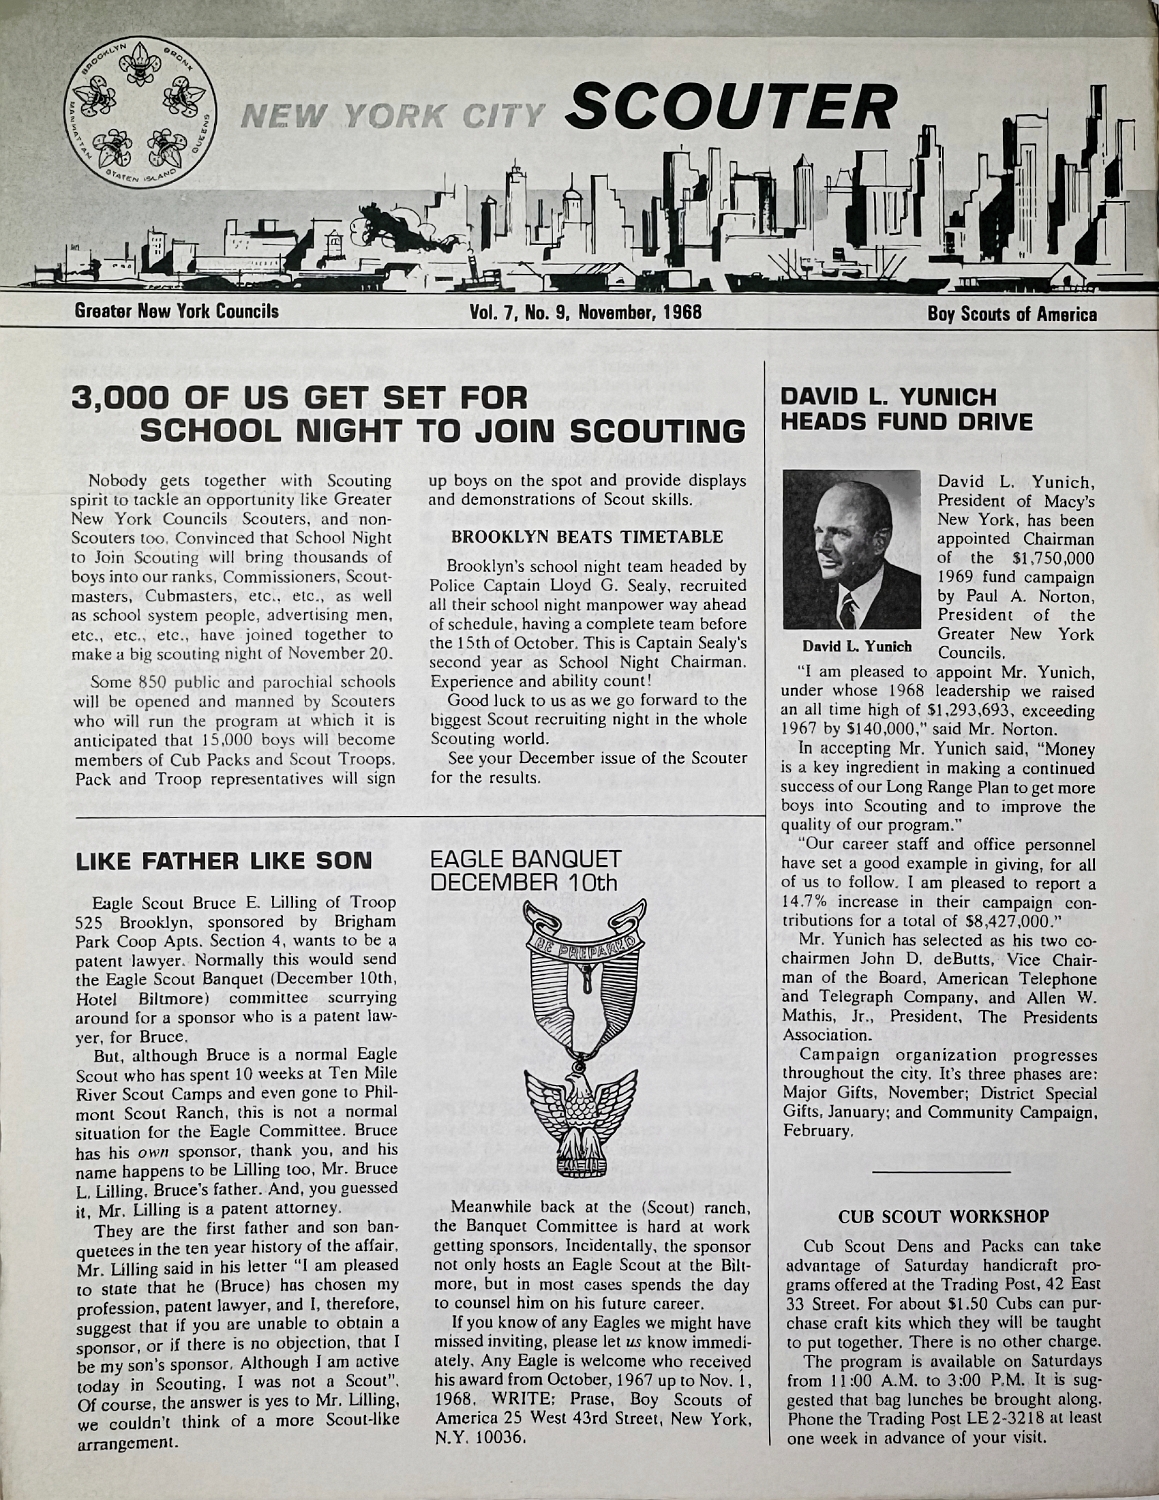 BROOKLYN
BRONX
MANHATTAN
QUEENS
STATEN ISLAND
NEW YORK CITY SCOUTER
Greater New York Councils
Vol. 7, No. 9, November, 1968
Boy Scouts of America
3,000 OF US GET SET FOR
SCHOOL NIGHT TO JOIN SCOUTING
Nobody gets together with Scouting
spirit to tackle an opportunity like Greater
New York Councils Scouters, and non-
Scouters too. Convinced that School Night
to Join Scouting will bring thousands of
boys into our ranks, Commissioners, Scout-
masters, Cubmasters, etc., etc., as well
as school system people, advertising men,
etc., etc., etc., have joined together to
make a big scouting night of November 20.
Some 850 public and parochial schools
will be opened and manned by Scouters
who will run the program at which it is
anticipated that 15,000 boys will become
members of Cub Packs and Scout Troops.
Pack and Troop representatives will sign
up boys on the spot and provide displays
and demonstrations of Scout skills.
BROOKLYN BEATS TIMETABLE
Brooklyn's school night team headed by
Police Captain Lloyd G. Sealy, recruited
all their school night manpower way ahead
of schedule, having a complete team before
the 15th of October. This is Captain Sealy's
second year as School Night Chairman.
Experience and ability count!
Good luck to us as we go forward to the
biggest Scout recruiting night in the whole
Scouting world.
See your December issue of the Scouter
for the results.
LIKE FATHER LIKE SON
Eagle Scout Bruce E. Lilling of Troop
525 Brooklyn, sponsored by Brigham
Park Coop Apts. Section 4, wants to be a
patent lawyer. Normally this would send
the Eagle Scout Banquet (December 10th,
Hotel Biltmore) committee scurrying
around for a sponsor who is a patent law-
yer, for Bruce.
But, although Bruce is a normal Eagle
Scout who has spent 10 weeks at Ten Mile
River Scout Camps and even gone to Phil-
mont Scout Ranch, this is not a normal
situation for the Eagle Committee. Bruce
has his own sponsor, thank you, and his
name happens to be Lilling too, Mr. Bruce
L. Lilling, Bruce's father. And, you guessed
it, Mr. Lilling is a patent attorney.
They are the first father and son ban-
quetees in the ten year history of the affair.
Mr. Lilling said in his letter "I am pleased
to state that he (Bruce) has chosen my
profession, patent lawyer, and I, therefore,
suggest that if you are unable to obtain a
sponsor, or if there is no objection, that I
be my son's sponsor. Although I am active
today in Scouting, I was not a Scout".
Of course, the answer is yes to Mr. Lilling,
we couldn't think of a more Scout-like
arrangement.
EAGLE BANQUET
DECEMBER 10th
BE PREPARED
Meanwhile back at the (Scout) ranch,
the Banquet Committee is hard at work
getting sponsors. Incidentally, the sponsor
not only hosts an Eagle Scout at the Bilt-
more, but in most cases spends the day
to counsel him on his future career.
If you know of any Eagles we might have
missed inviting, please let us know immedi-
ately. Any Eagle is welcome who received
his award from October, 1967 up to Nov. 1,
1968. WRITE: Prase, Boy Scouts of
America 25 West 43rd Street, New York,
N.Y. 10036.
DAVID L. YUNICH
HEADS FUND DRIVE
David L. Yunich
David L. Yunich,
President of Macy's
New York, has been
appointed Chairman
of the $1,750,000
1969 fund campaign
by Paul A. Norton,
President of the
Greater New York
Councils.
"I am pleased to appoint Mr. Yunich,
under whose 1968 leadership we raised
an all time high of $1,293,693, exceeding
1967 by $140,000," said Mr. Norton.
In accepting Mr. Yunich said, "Money
is a key ingredient in making a continued
success of our Long Range Plan to get more
boys into Scouting and to improve the
quality of our program."
"Our career staff and office personnel
have set a good example in giving, for all
of us to follow. I am pleased to report a
14.7% increase in their campaign con-
tributions for a total of $8,427,000."
Mr. Yunich has selected as his two co-
chairmen John D. deButts, Vice Chair-
man of the Board, American Telephone
and Telegraph Company, and Allen W.
Mathis, Jr., President, The Presidents
Association.
Campaign organization progresses
throughout the city. It's three phases are:
Major Gifts, November; District Special
Gifts, January; and Community Campaign,
February.
CUB SCOUT WORKSHOP
Cub Scout Dens and Packs can take
advantage of Saturday handicraft pro-
grams offered at the Trading Post, 42 East
33 Street. For about $1.50 Cubs can pur-
chase craft kits which they will be taught
to put together. There is no other charge.
The program is available on Saturdays
from 11:00 A.M. to 3:00 P.M. It is sug-
gested that bag lunches be brought along.
Phone the Trading Post LE 2-3218 at least
one week in advance of your visit.